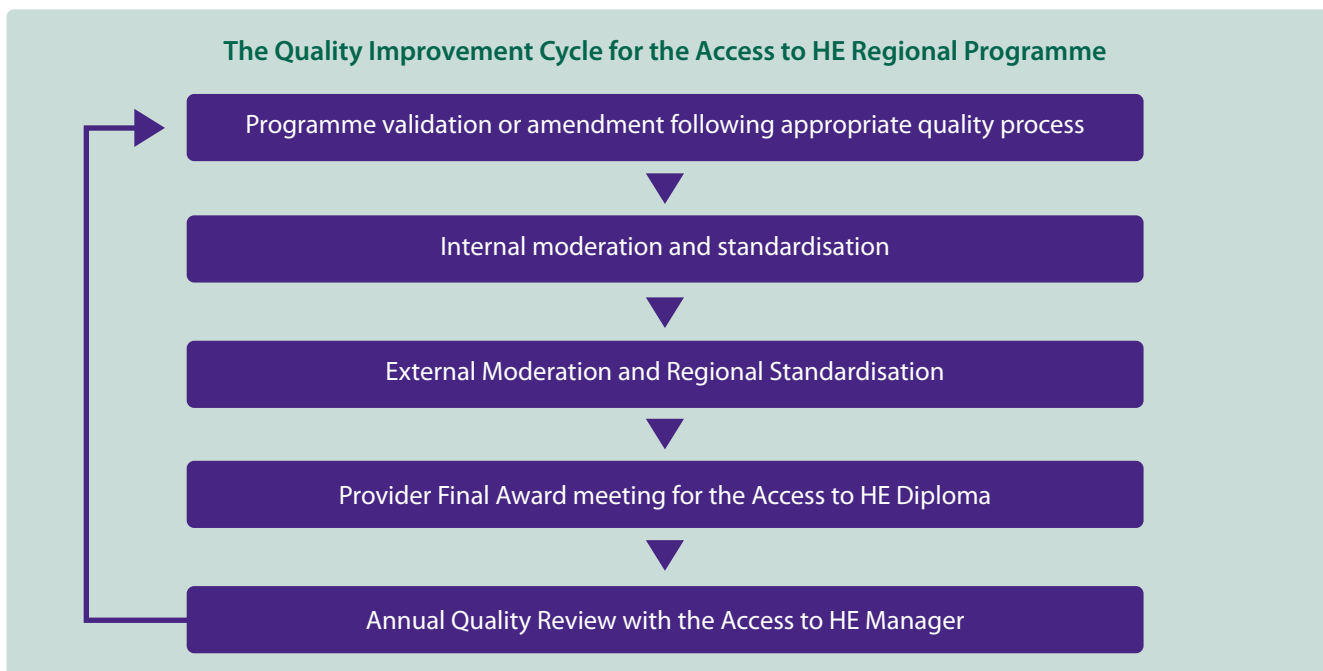 The Quality Improvement Cycle for the Access to HE Regional Programme
Programme validation or amendment following appropriate quality process
Internal moderation and standardisation
External Moderation and Regional Standardisation
Provider Final Award meeting for the Access to HE Diploma
Annual Quality Review with the Access to HE Manager